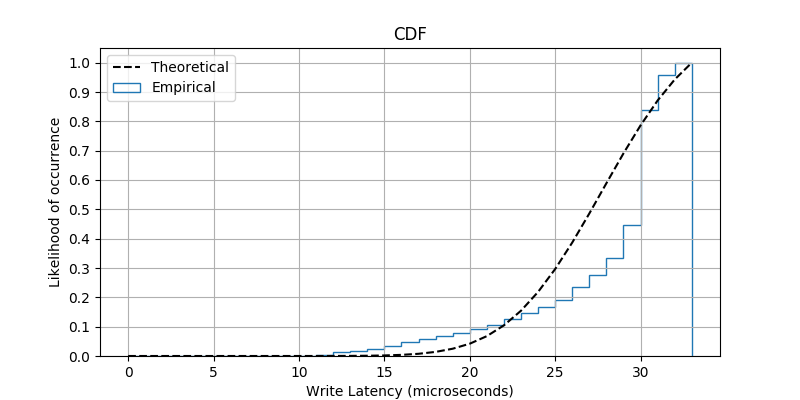 CDF
Theoretical
Empirical
Likelihood of occurrence
1.0
0.9
0.8
0.7
0.6
0.5
0.4
0.3
0.2
0.1
0.0
0 5 10 15 20 25 30
Write Latency (microseconds)